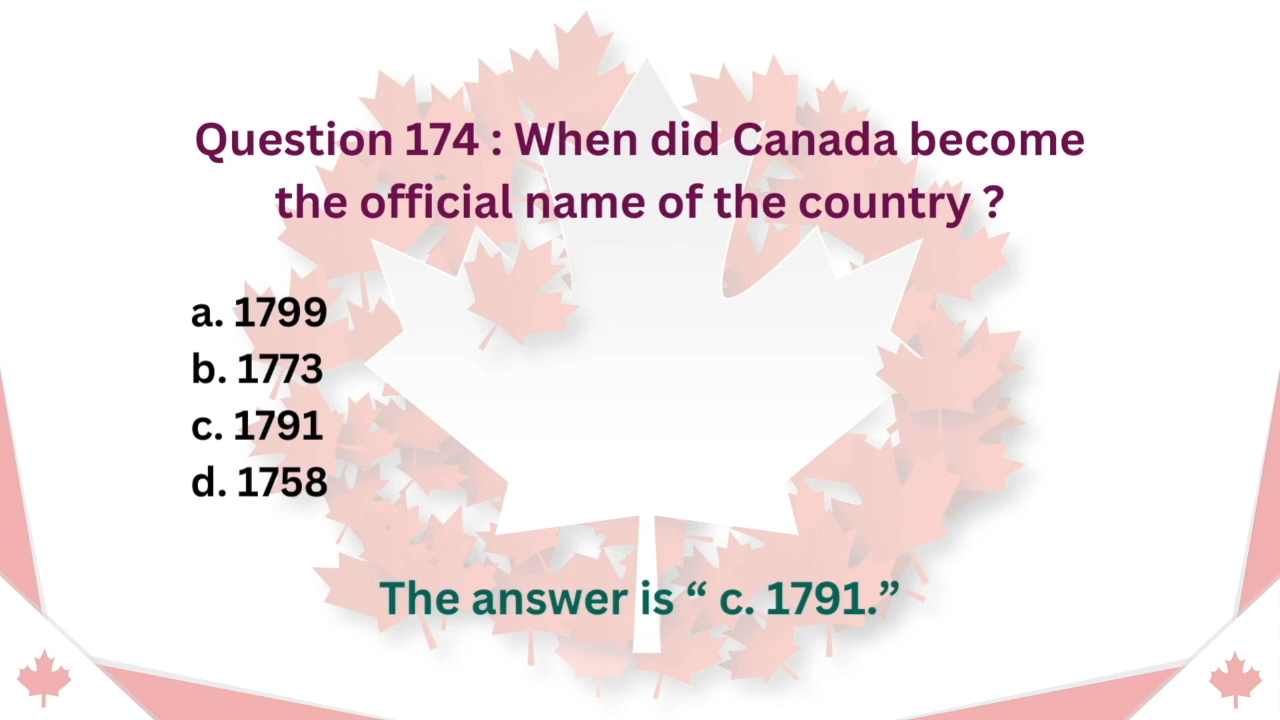 Question 174 : When did Canada become
the official name of the country ?
a. 1799
b. 1773
c. 1791
d. 1758
The answer is “ c. 1791.”